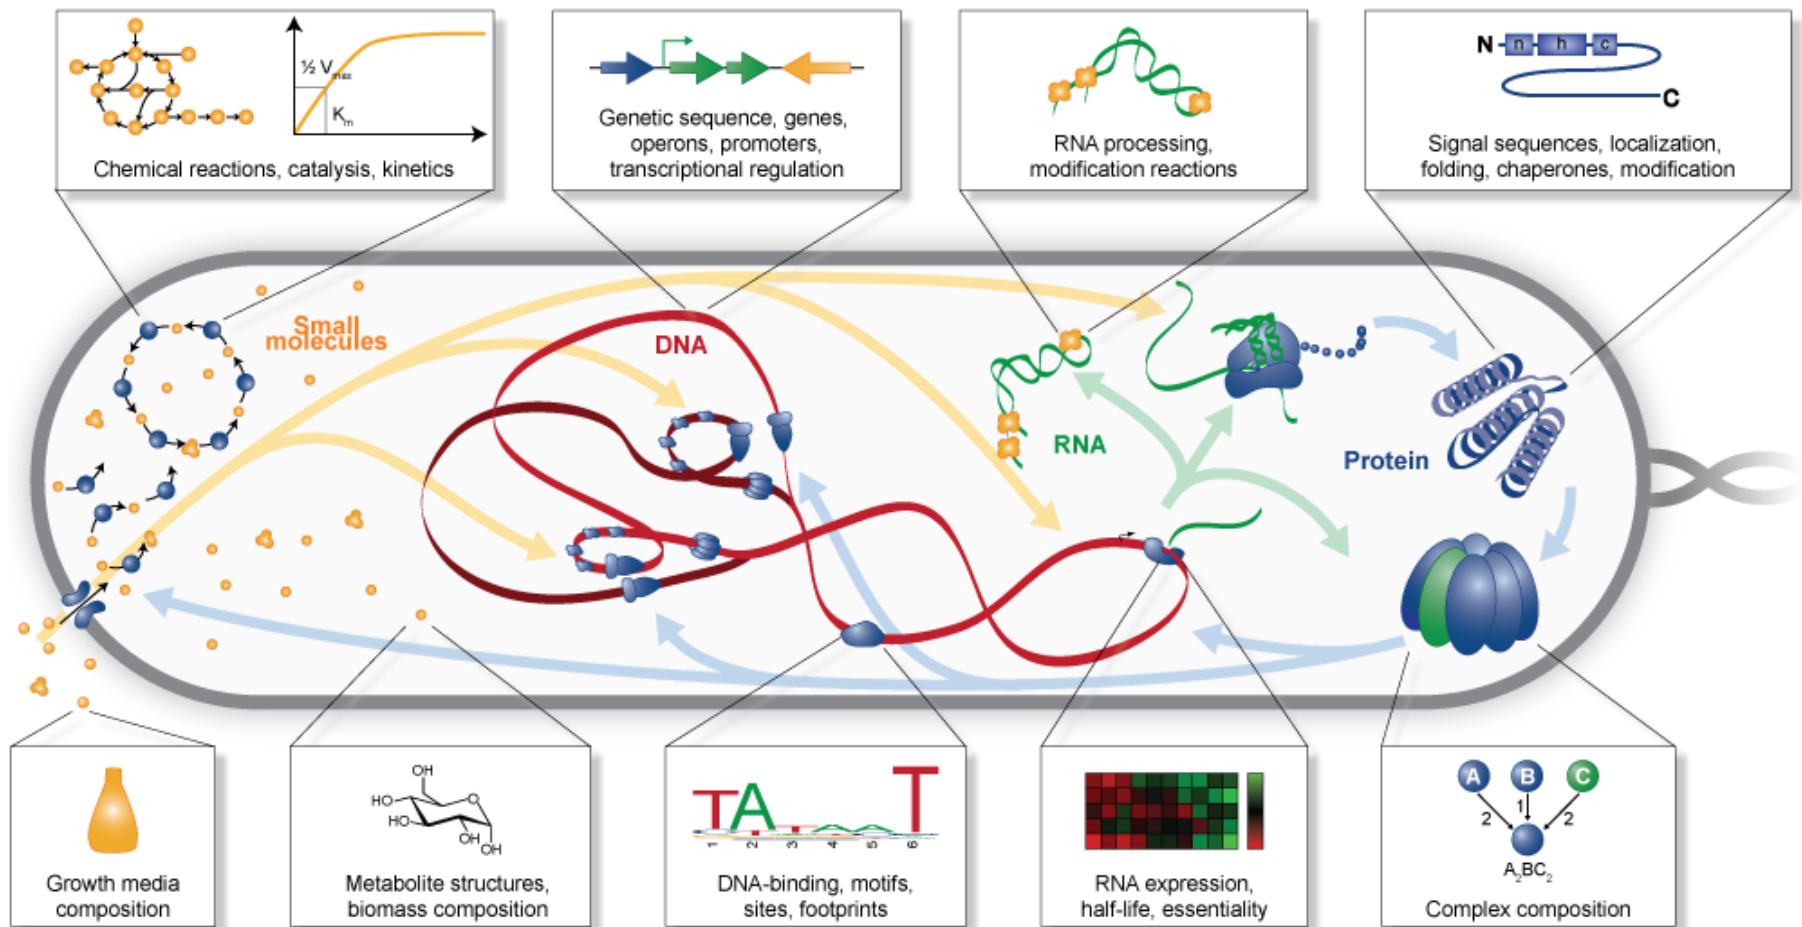 ½ Vmax
Km
Chemical reactions, catalysis, kinetics
Genetic sequence, genes,
operons, promoters,
transcriptional regulation
RNA processing,
modification reactions
N n h c
C
Signal sequences, localization,
folding, chaperones, modification
Small
molecules
DNA
RNA
Protein
Growth media
composition
OH
HO
O
HO
OH
OH
Metabolite structures,
biomass composition
TA T
1 2 3 4 5 6
DNA-binding, motifs,
sites, footprints
RNA expression,
half-life, essentiality
A B C
2 1 2
A₂BC₂
Complex composition